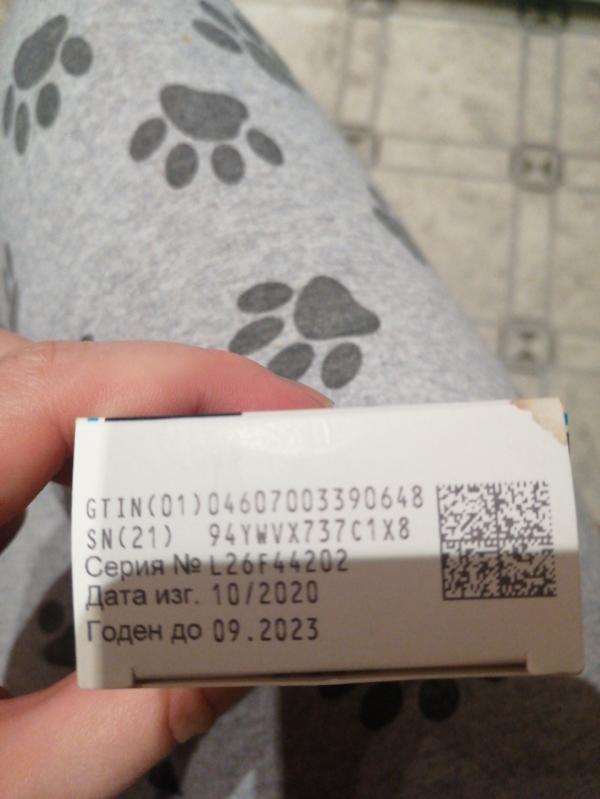 GTIN(01)04607003390648
SN(21) 94YWVX737C1X8
Серия № L26F44202
Дата изг. 10/2020
Годен до 09.2023